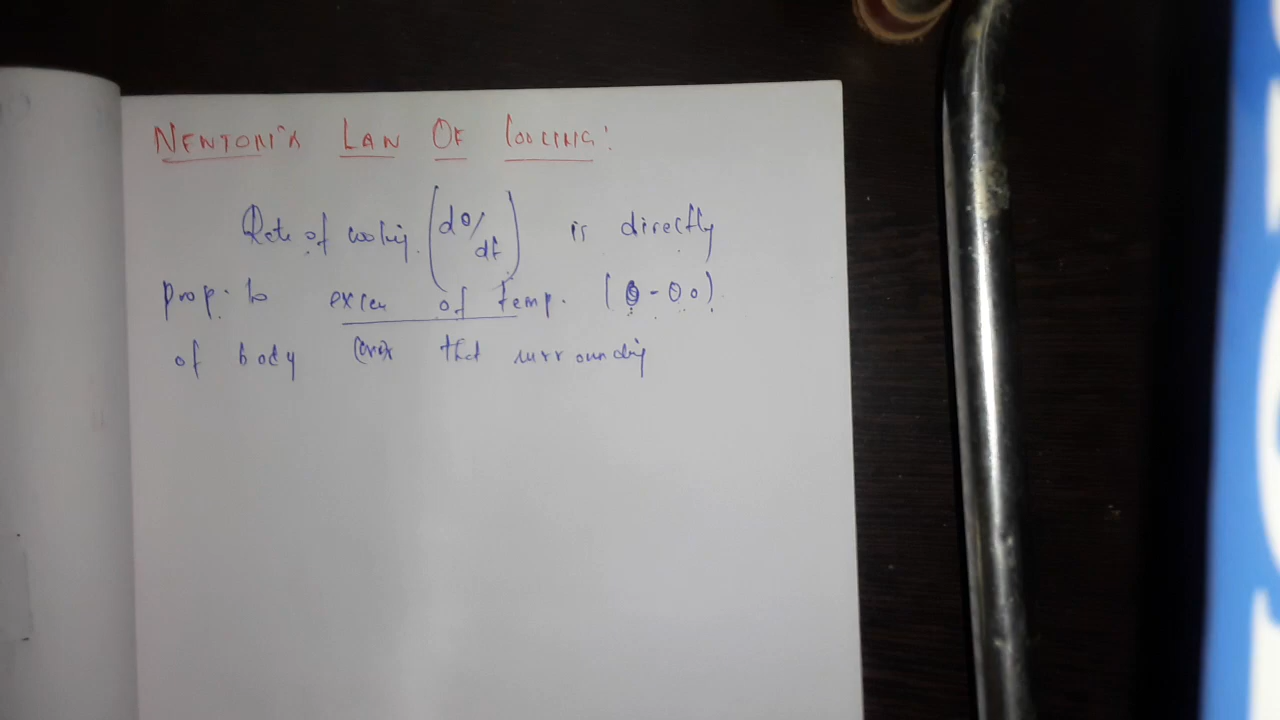 NEWTON'S LAW OF COOLING:
Rate of cooling (dθ/dt) is directly
prop. to excess of temp. (θ - θo)
of body over that surrounding